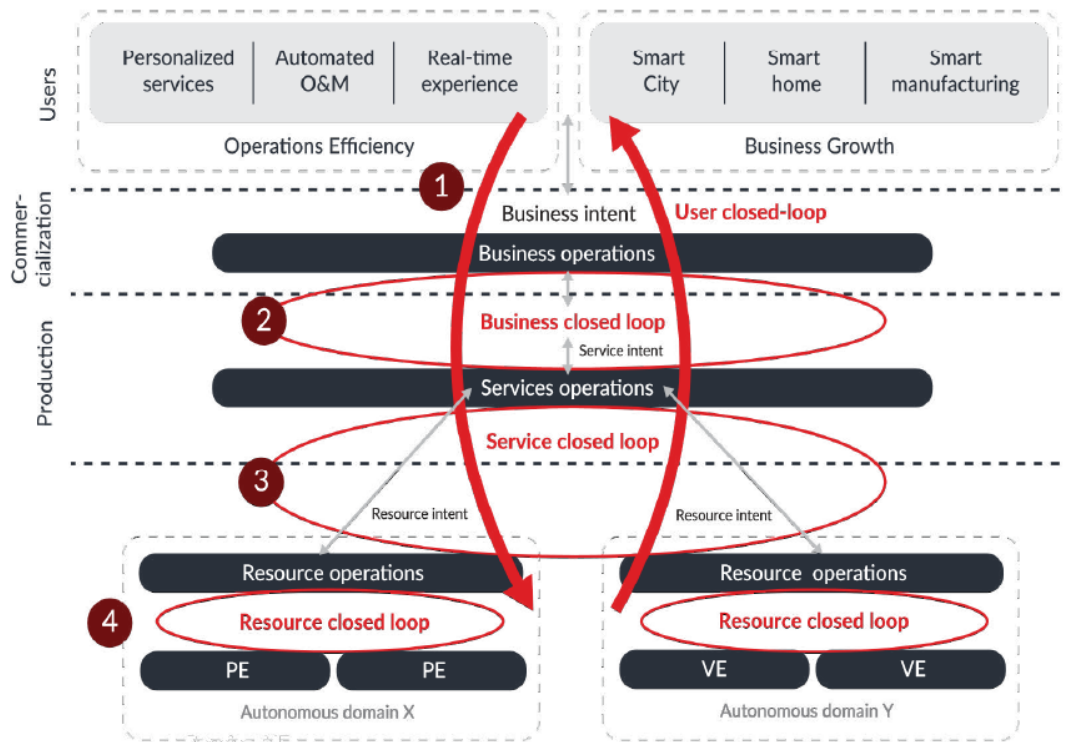 Users
Personalized
services
Automated
O&M
Real-time
experience
Operations Efficiency
Smart
City
Smart
home
Smart
manufacturing
Business Growth
1
Commer-
cialization
Business intent
User closed-loop
Business operations
Production
2
Business closed loop
Service intent
Services operations
Service closed loop
3
Resource intent
Resource intent
Resource operations
Resource operations
4
Resource closed loop
Resource closed loop
PE
PE
VE
VE
Autonomous domain X
Autonomous domain Y